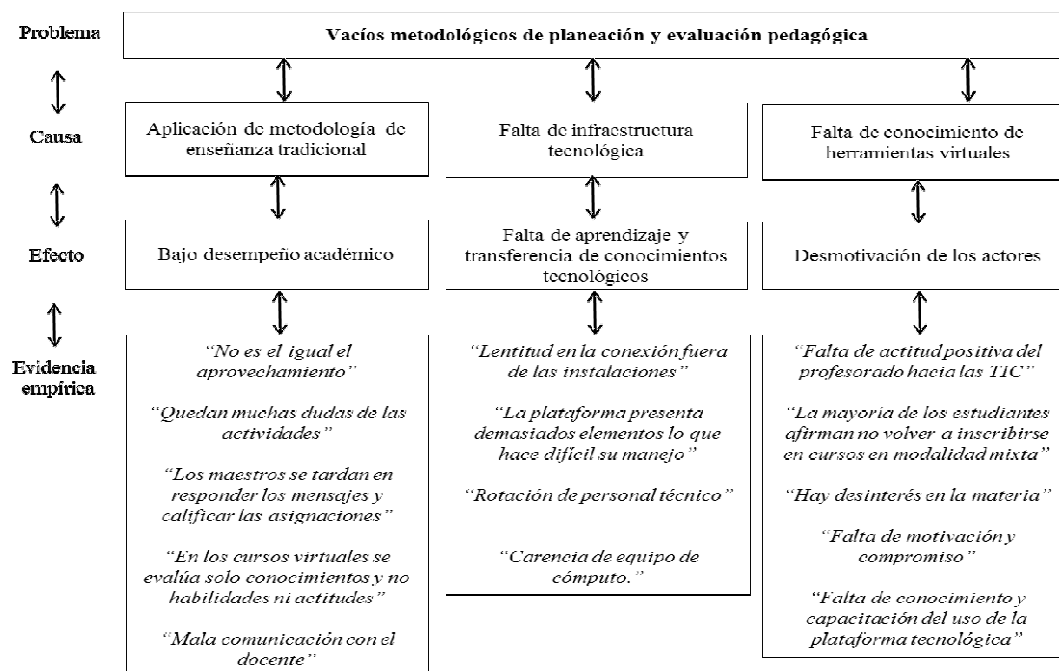 Problema
Vacíos metodológicos de planeación y evaluación pedagógica
Causa
Aplicación de metodología de
enseñanza tradicional
Falta de infraestructura
tecnológica
Falta de conocimiento de
herramientas virtuales
Efecto
Bajo desempeño académico
Falta de aprendizaje y
transferencia de conocimientos
tecnológicos
Desmotivación de los actores
Evidencia
empírica
“No es el igual el
aprovechamiento”
“Quedan muchas dudas de las
actividades”
“Los maestros se tardan en
responder los mensajes y
calificar las asignaciones”
“En los cursos virtuales se
evalúa solo conocimientos y no
habilidades ni actitudes”
“Mala comunicación con el
docente”
“Lentitud en la conexión fuera
de las instalaciones”
“La plataforma presenta
demasiados elementos lo que
hace difícil su manejo”
“Rotación de personal técnico”
“Carencia de equipo de
cómputo.”
“Falta de actitud positiva del
profesorado hacia las TIC”
“La mayoría de los estudiantes
afirman no volver a inscribirse
en cursos en modalidad mixta”
“Hay desinterés en la materia”
“Falta de motivación y
compromiso”
“Falta de conocimiento y
capacitación del uso de la
plataforma tecnológica”